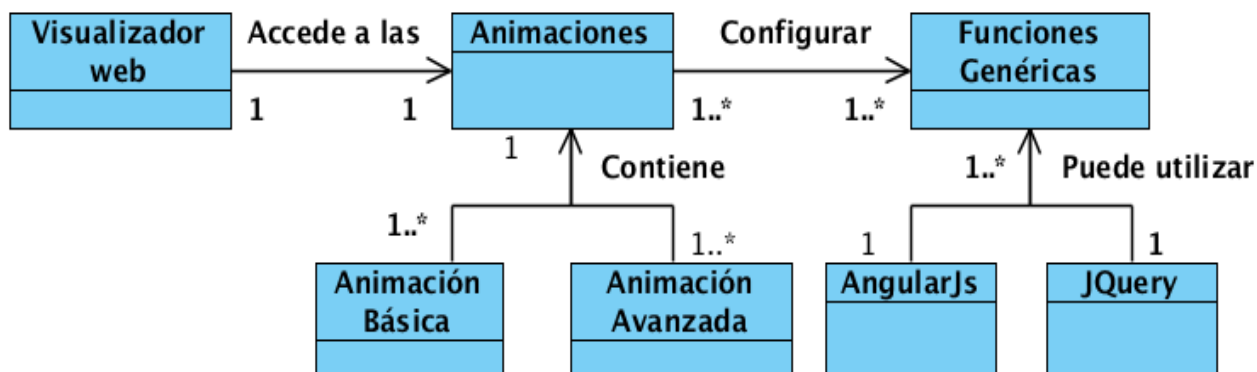 Visualizador
web
Accede a las
1
1
Animaciones
Configurar
1..*
1..*
Funciones
Genéricas
1
Contiene
1..*
1..*
1..*
Puede utilizar
1
1
Animación
Básica
Animación
Avanzada
AngularJs
JQuery